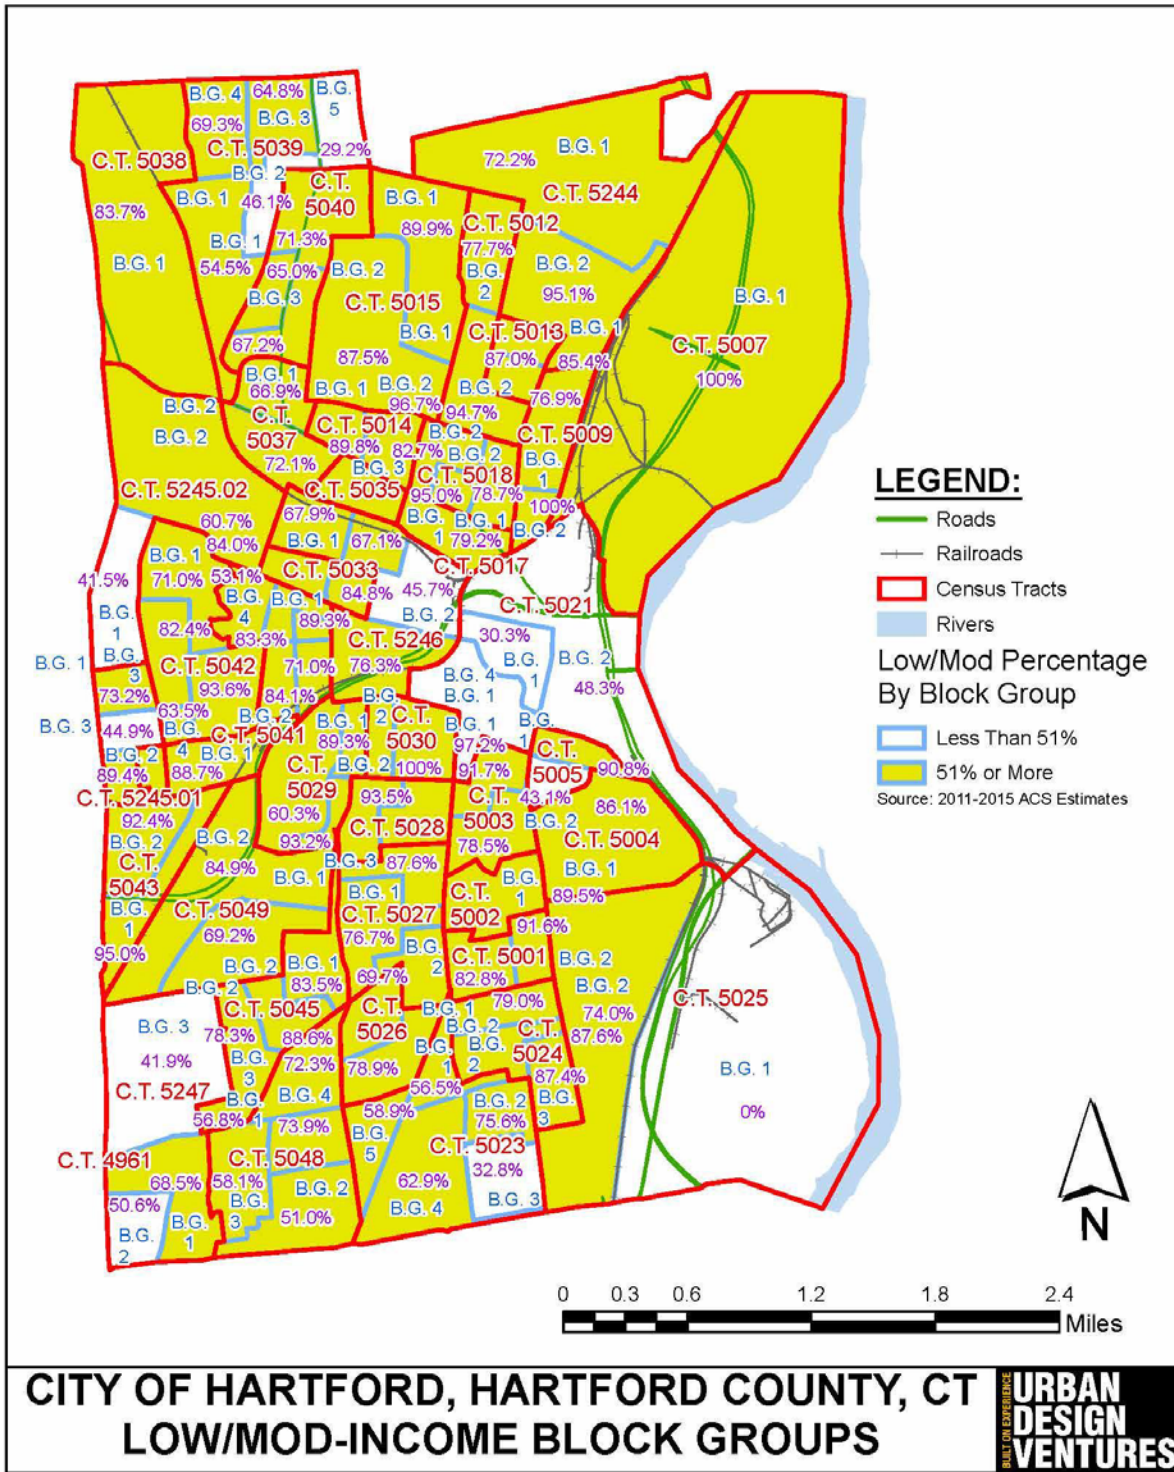 B.G. 4
64.8%
B.G.
5
69.3%
B.G. 3
C.T. 5039
29.2%
C.T. 5038
B.G. 2
B.G. 1
46.1%
C.T.
5040
83.7%
B.G. 1
54.5%
71.3%
65.0%
B.G. 1
B.G. 3
67.2%
B.G. 1
72.2%
C.T. 5244
B.G. 1
89.9%
C.T. 5012
77.7%
B.G.
2
B.G. 2
95.1%
B.G. 2
C.T. 5015
B.G. 1
87.5%
C.T. 5013
B.G. 1
87.0%
85.4%
B.G. 1
C.T. 5007
100%
B.G. 1
66.9%
B.G. 1
B.G. 2
96.7%
B.G. 2
94.7%
76.9%
B.G. 2
B.G. 2
C.T.
5037
72.1%
C.T. 5014
89.8%
82.7%
B.G. 3
B.G. 2
B.G. 2
C.T. 5009
B.G.
1
100%
B.G. 2
C.T. 5018
95.0%
78.7%
B.G.
1
B.G. 1
79.2%
C.T. 5035
67.9%
C.T. 5245.02
60.7%
84.0%
B.G. 1
67.1%
C.T. 5033
84.8%
C.T. 5017
45.7%
B.G. 2
C.T. 5021
30.3%
B.G.
1
B.G. 2
48.3%
B.G. 4
B.G. 1
41.5%
B.G.
1
B.G. 1
71.0%
53.1%
B.G.
4
B.G. 1
89.3%
82.4%
83.3%
C.T. 5246
76.3%
B.G. 1
B.G.
3
C.T. 5042
93.6%
71.0%
73.2%
63.5%
84.1%
B.G. 3
44.9%
B.G.
4
B.G. 2
C.T. 5041
B.G. 1
B.G. 2
89.4%
88.7%
B.G. 1
89.3%
B.G.
2
C.T.
5030
B.G. 2
100%
B.G. 1
97.2%
91.7%
B.G.
1
C.T.
5005
90.8%
43.1%
C.T. 5245.01
92.4%
B.G. 2
C.T.
5043
B.G.
1
95.0%
C.T.
5029
60.3%
93.2%
93.5%
C.T. 5028
C.T.
5003
78.5%
B.G. 2
86.1%
C.T. 5004
B.G. 1
89.5%
B.G. 2
84.9%
B.G. 1
B.G. 3
87.6%
B.G. 1
C.T. 5027
76.7%
B.G.
2
B.G.
1
C.T.
5002
91.6%
C.T. 5049
69.2%
B.G. 2
C.T. 5001
82.8%
B.G. 2
B.G. 2
74.0%
87.6%
B.G. 1
83.5%
69.7%
79.0%
C.T. 5025
B.G. 1
0%
B.G. 2
B.G. 3
41.9%
C.T. 5247
C.T. 5045
78.3%
88.6%
B.G.
3
72.3%
C.T.
5026
78.9%
B.G. 1
B.G.
1
B.G. 2
B.G.
2
C.T.
5024
87.4%
56.5%
B.G.
1
56.8%
B.G. 4
73.9%
58.9%
B.G.
5
B.G. 2
75.6%
B.G.
3
C.T. 5023
32.8%
B.G. 3
C.T. 4961
68.5%
50.6%
B.G.
2
B.G.
1
C.T. 5048
58.1%
B.G.
3
B.G. 2
51.0%
62.9%
B.G. 4
LEGEND:
Roads
Railroads
Census Tracts
Rivers
Low/Mod Percentage
By Block Group
Less Than 51%
51% or More
Source: 2011-2015 ACS Estimates
N
0 0.3 0.6 1.2 1.8 2.4
Miles
CITY OF HARTFORD, HARTFORD COUNTY, CT
LOW/MOD-INCOME BLOCK GROUPS
BUILT ON EXPERIENCE
URBAN
DESIGN
VENTURES